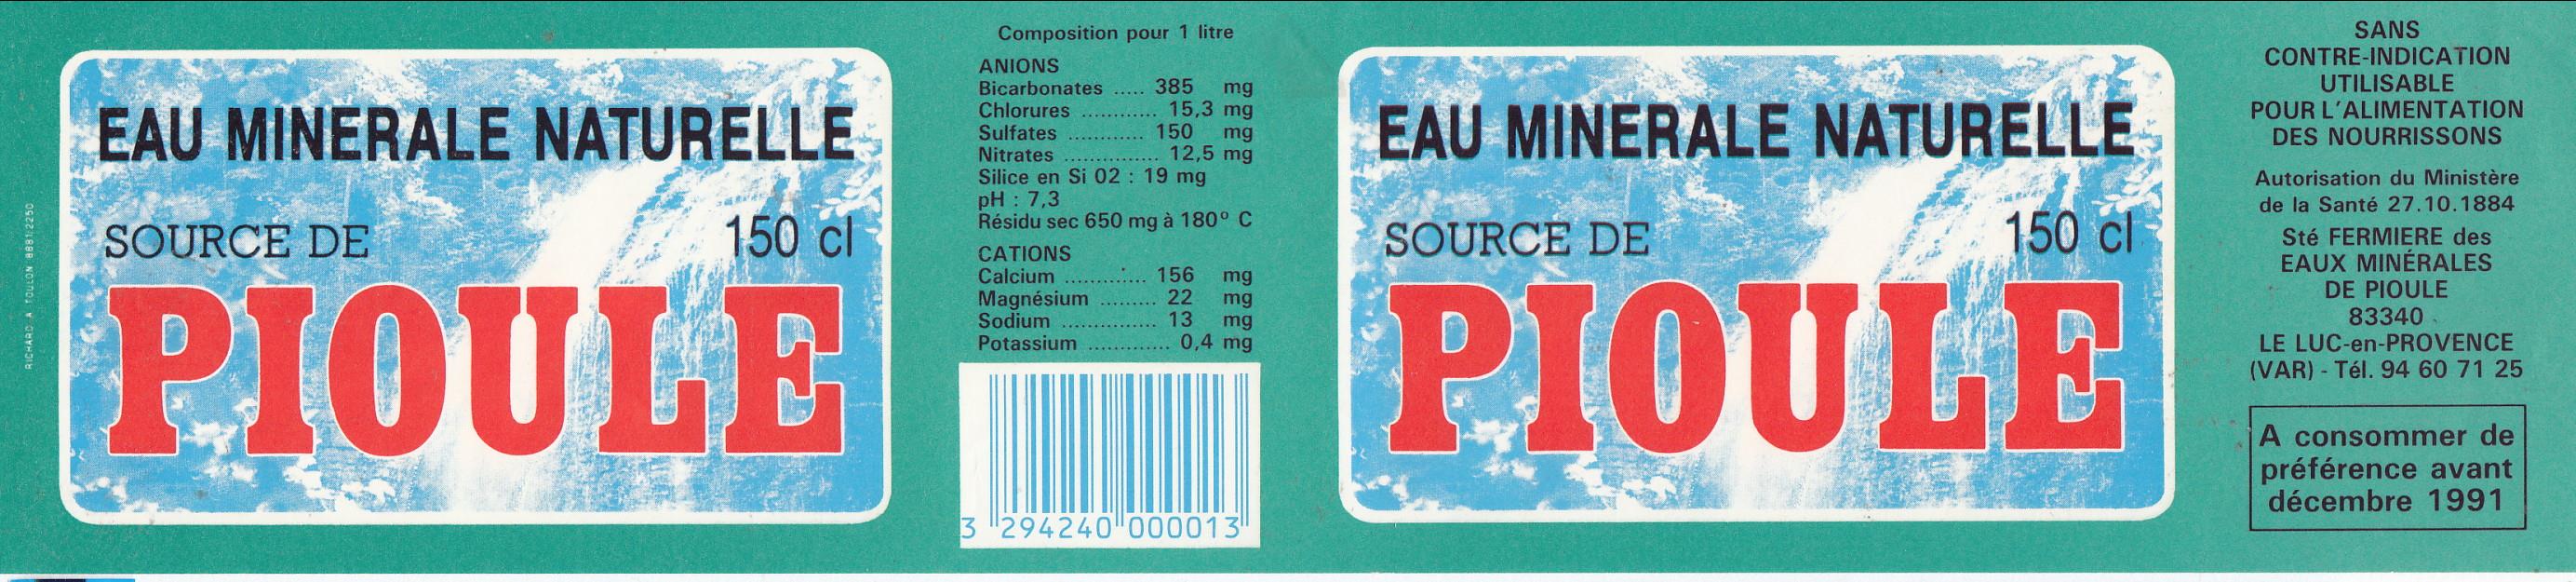 RICHARD A TOULON 8881/2250
EAU MINERALE NATURELLE
SOURCE DE
150 cl
PIOULE
Composition pour 1 litre
ANIONS
Bicarbonates ..... 385 mg
Chlorures ............ 15,3 mg
Sulfates ............ 150 mg
Nitrates ............... 12,5 mg
Silice en Si 02 : 19 mg
pH : 7,3
Résidu sec 650 mg à 180° C
CATIONS
Calcium ............. 156 mg
Magnésium ......... 22 mg
Sodium ............... 13 mg
Potassium ............. 0,4 mg
3 294240 000013
EAU MINERALE NATURELLE
SOURCE DE
150 cl
PIOULE
SANS
CONTRE-INDICATION
UTILISABLE
POUR L'ALIMENTATION
DES NOURRISSONS
Autorisation du Ministère
de la Santé 27.10.1884
Sté FERMIERE des
EAUX MINÉRALES
DE PIOULE
83340
LE LUC-en-PROVENCE
(VAR) - Tél. 94 60 71 25
A consommer de
préférence avant
décembre 1991